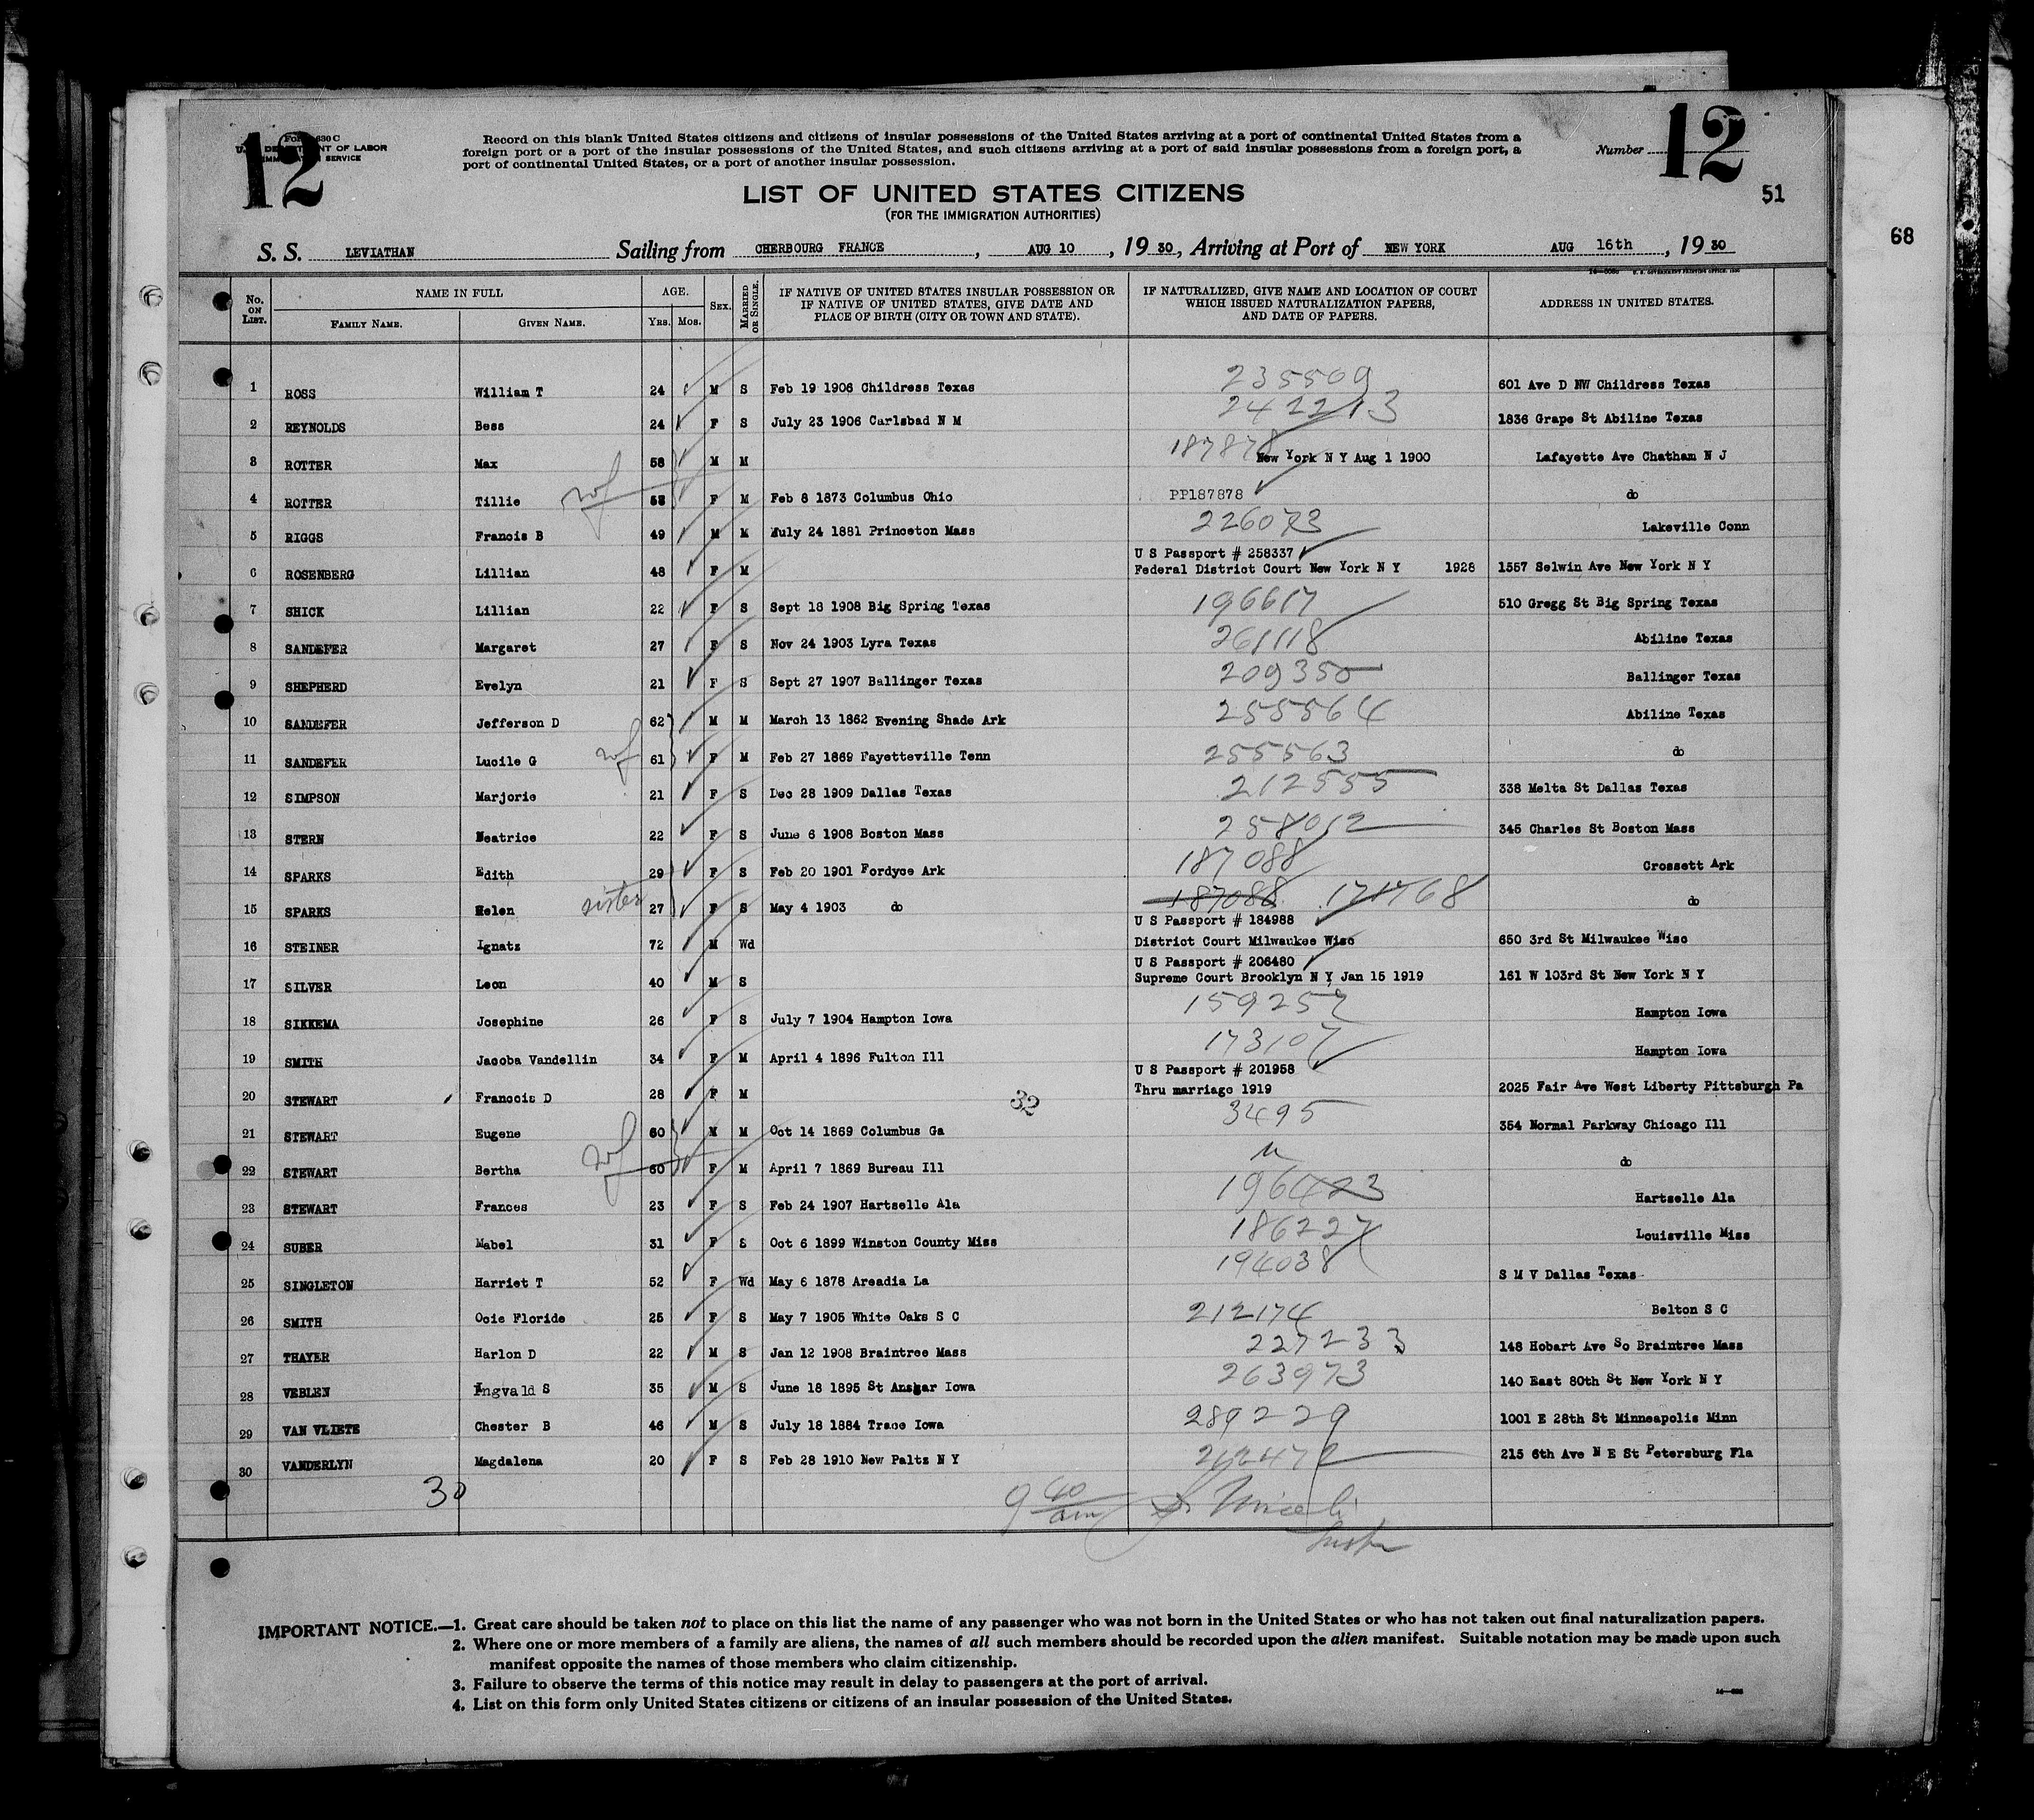 12
Form 630 C
U. S. DEPARTMENT OF LABOR
IMMIGRATION SERVICE
Record on this blank United States citizens and citizens of insular possessions of the United States arriving at a port of continental United States from a
foreign port or a port of the insular possessions of the United States, and such citizens arriving at a port of said insular possessions from a foreign port, a
port of continental United States, or a port of another insular possession.
Number 12
LIST OF UNITED STATES CITIZENS
51
(FOR THE IMMIGRATION AUTHORITIES)
68
S. S. LEVIATHAN Sailing from CHERBOURG FRANCE, AUG 10, 1930, Arriving at Port of NEW YORK AUG 16th, 1930
No. ON LIST. NAME IN FULL FAMILY NAME. GIVEN NAME. AGE. YRS. MOS. SEX. MARRIED OR SINGLE. IF NATIVE OF UNITED STATES INSULAR POSSESSION OR IF NATIVE OF UNITED STATES, GIVE DATE AND PLACE OF BIRTH (CITY OR TOWN AND STATE). IF NATURALIZED, GIVE NAME AND LOCATION OF COURT WHICH ISSUED NATURALIZATION PAPERS, AND DATE OF PAPERS. ADDRESS IN UNITED STATES.
1 ROSS William T 24 M S Feb 19 1906 Childress Texas 235509 601 Ave D NW Childress Texas
2 REYNOLDS Bess 24 F S July 23 1906 Carlsbad N M 242213 1836 Grape St Abiline Texas
3 ROTTER Max 58 M M 187878 New York N Y Aug 1 1900 Lafayette Ave Chatham N J
4 ROTTER Tillie wf F M Feb 8 1873 Columbus Ohio PP187878 do
5 RIGGS Francis B 49 M M July 24 1881 Princeton Mass 226073 Lakeville Conn
U S Passport # 258337
6 ROSENBERG Lillian 48 F M Federal District Court New York N Y 1928 1557 Selwin Ave New York N Y
7 SHICK Lillian 22 F S Sept 18 1908 Big Spring Texas 196617 510 Gregg St Big Spring Texas
8 SANDEFER Margaret 27 F S Nov 24 1903 Lyra Texas 261118 Abiline Texas
9 SHEPHERD Evelyn 21 F S Sept 27 1907 Ballinger Texas 209350 Ballinger Texas
10 SANDEFER Jefferson D 62 M M March 13 1862 Evening Shade Ark 255564 Abiline Texas
11 SANDEFER Lucile G wf 61 F M Feb 27 1869 Fayetteville Tenn 255563 do
12 SIMPSON Marjorie 21 F S Dec 28 1909 Dallas Texas 212555 338 Melta St Dallas Texas
13 STERN Beatrice 22 F S June 6 1908 Boston Mass 258012 345 Charles St Boston Mass
14 SPARKS Edith 29 F S Feb 20 1901 Fordyce Ark 187088 Crossett Ark
15 SPARKS Helen sister 27 F S May 4 1903 do 187088 171768 do
U S Passport # 184988
16 STEINER Ignatz 72 M Wd District Court Milwaukee Wisc 650 3rd St Milwaukee Wisc
U S Passport # 206480
17 SILVER Leon 40 M S Supreme Court Brooklyn N Y Jan 15 1919 161 W 103rd St New York N Y
18 SIKKEMA Josephine 26 F S July 7 1904 Hampton Iowa 159257 Hampton Iowa
19 SMITH Jacoba Vandellin 34 F M April 4 1896 Fulton Ill 173107 Hampton Iowa
U S Passport # 201958
20 STEWART Francois D 28 F M Thru marriage 1919 2025 Fair Ave West Liberty Pittsburgh Pa
32
21 STEWART Eugene 60 M M Oct 14 1869 Columbus Ga 3495 354 Normal Parkway Chicago Ill
22 STEWART Bertha wf 60 F M April 7 1869 Bureau Ill " do
23 STEWART Frances 23 F S Feb 24 1907 Hartselle Ala 196423 Hartselle Ala
24 SUBER Mabel 31 F S Oct 6 1899 Winston County Miss 186227 Louisville Miss
25 SINGLETON Harriet T 52 F Wd May 6 1878 Arcadia La 194038 S M V Dallas Texas
26 SMITH Ocie Floride 25 F S May 7 1905 White Oaks S C 212174 Belton S C
27 THAYER Harlon D 22 M S Jan 12 1908 Braintree Mass 227233 148 Hobart Ave So Braintree Mass
28 VEBLEN Ingvald S 35 M S June 18 1895 St Ansgar Iowa 263973 140 East 80th St New York N Y
29 VAN VLIETE Chester B 46 M S July 18 1884 Trace Iowa 289229 1001 E 28th St Minneapolis Minn
30 VANDERLYN Magdalena 20 F S Feb 28 1910 New Paltz N Y 215 6th Ave N E St Petersburg Fla
30
9 40 am
IMPORTANT NOTICE.—1. Great care should be taken not to place on this list the name of any passenger who was not born in the United States or who has not taken out final naturalization papers.
2. Where one or more members of a family are aliens, the names of all such members should be recorded upon the alien manifest. Suitable notation may be made upon such
manifest opposite the names of those members who claim citizenship.
3. Failure to observe the terms of this notice may result in delay to passengers at the port of arrival.
4. List on this form only United States citizens or citizens of an insular possession of the United States.